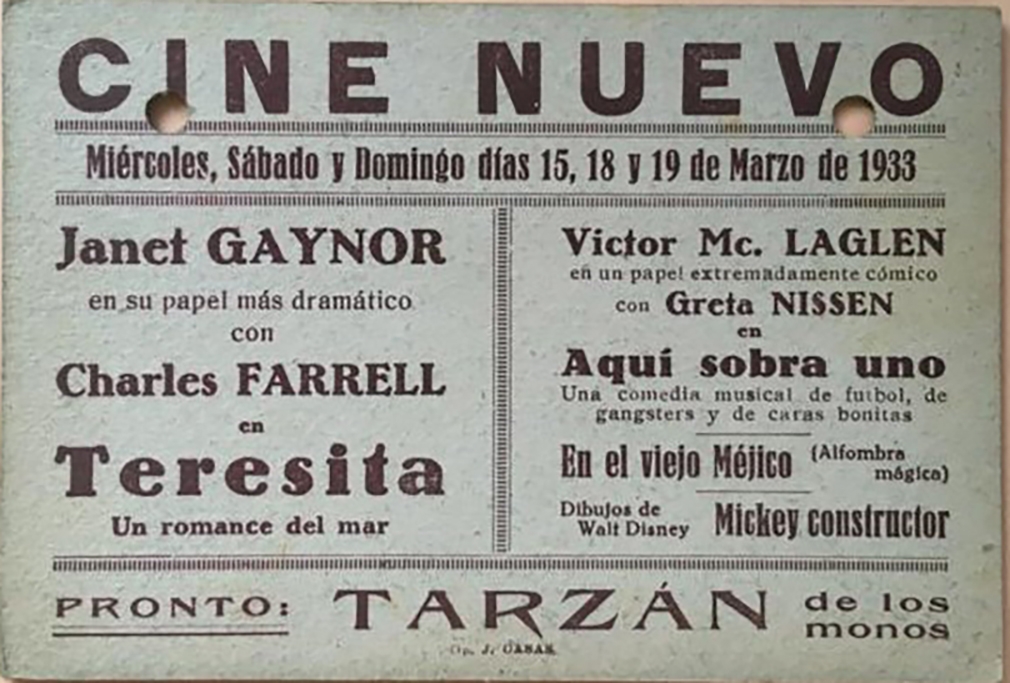 CINE NUEVO
Miércoles, Sábado y Domingo días 15, 18 y 19 de Marzo de 1933
Janet GAYNOR
en su papel más dramático
con
Charles FARRELL
en
Teresita
Un romance del mar
Victor Mc. LAGLEN
en un papel extremadamente cómico
con Greta NISSEN
en
Aquí sobra uno
Una comedia musical de futbol, de
gangsters y de caras bonitas
En el viejo Méjico (Alfombra
mágica)
Dibujos de
Walt Disney Mickey constructor
PRONTO: TARZÁN de los
monos
J. CASAS